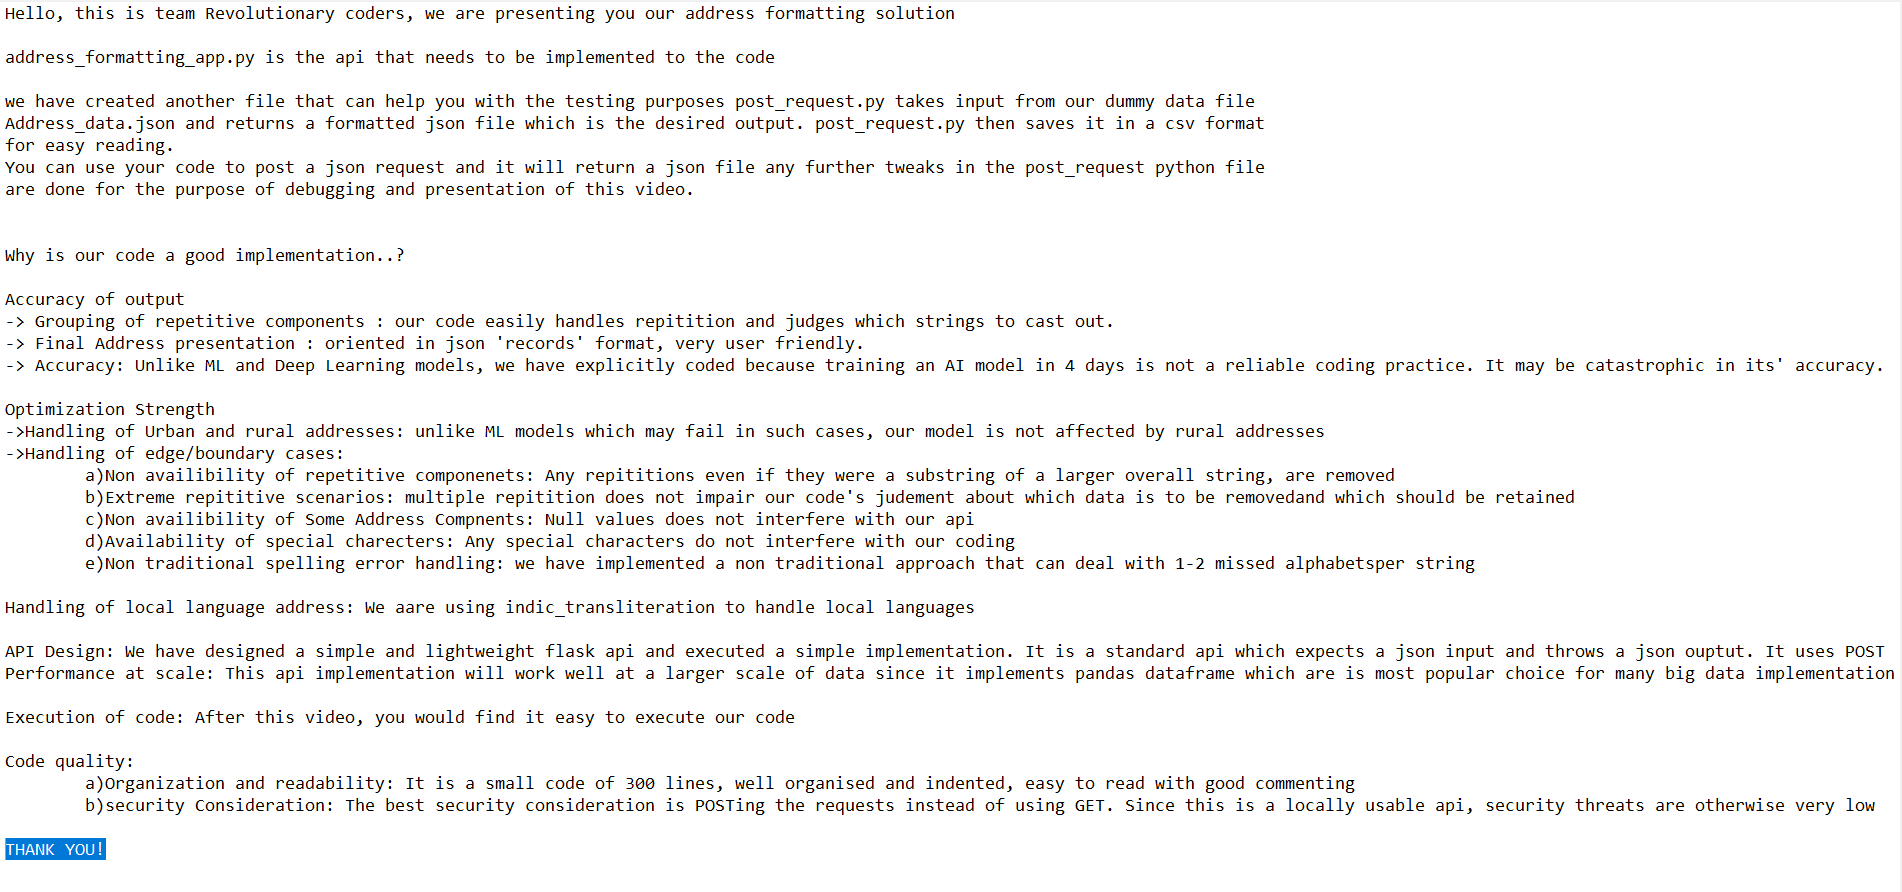 Hello, this is team Revolutionary coders, we are presenting you our address formatting solution
address_formatting_app.py is the api that needs to be implemented to the code
we have created another file that can help you with the testing purposes post_request.py takes input from our dummy data file
Address_data.json and returns a formatted json file which is the desired output. post_request.py then saves it in a csv format
for easy reading.
You can use your code to post a json request and it will return a json file any further tweaks in the post_request python file
are done for the purpose of debugging and presentation of this video.
Why is our code a good implementation..?
Accuracy of output
-> Grouping of repetitive components : our code easily handles repitition and judges which strings to cast out.
-> Final Address presentation : oriented in json 'records' format, very user friendly.
-> Accuracy: Unlike ML and Deep Learning models, we have explicitly coded because training an AI model in 4 days is not a reliable coding practice. It may be catastrophic in its' accuracy.
Optimization Strength
->Handling of Urban and rural addresses: unlike ML models which may fail in such cases, our model is not affected by rural addresses
->Handling of edge/boundary cases:
a)Non availibility of repetitive componenets: Any repititions even if they were a substring of a larger overall string, are removed
b)Extreme repititive scenarios: multiple repitition does not impair our code's judement about which data is to be removedand which should be retained
c)Non availibility of Some Address Compnents: Null values does not interfere with our api
d)Availability of special charecters: Any special characters do not interfere with our coding
e)Non traditional spelling error handling: we have implemented a non traditional approach that can deal with 1-2 missed alphabetsper string
Handling of local language address: We aare using indic_transliteration to handle local languages
API Design: We have designed a simple and lightweight flask api and executed a simple implementation. It is a standard api which expects a json input and throws a json ouptut. It uses POST
Performance at scale: This api implementation will work well at a larger scale of data since it implements pandas dataframe which are is most popular choice for many big data implementation
Execution of code: After this video, you would find it easy to execute our code
Code quality:
a)Organization and readability: It is a small code of 300 lines, well organised and indented, easy to read with good commenting
b)security Consideration: The best security consideration is POSTing the requests instead of using GET. Since this is a locally usable api, security threats are otherwise very low
THANK YOU!